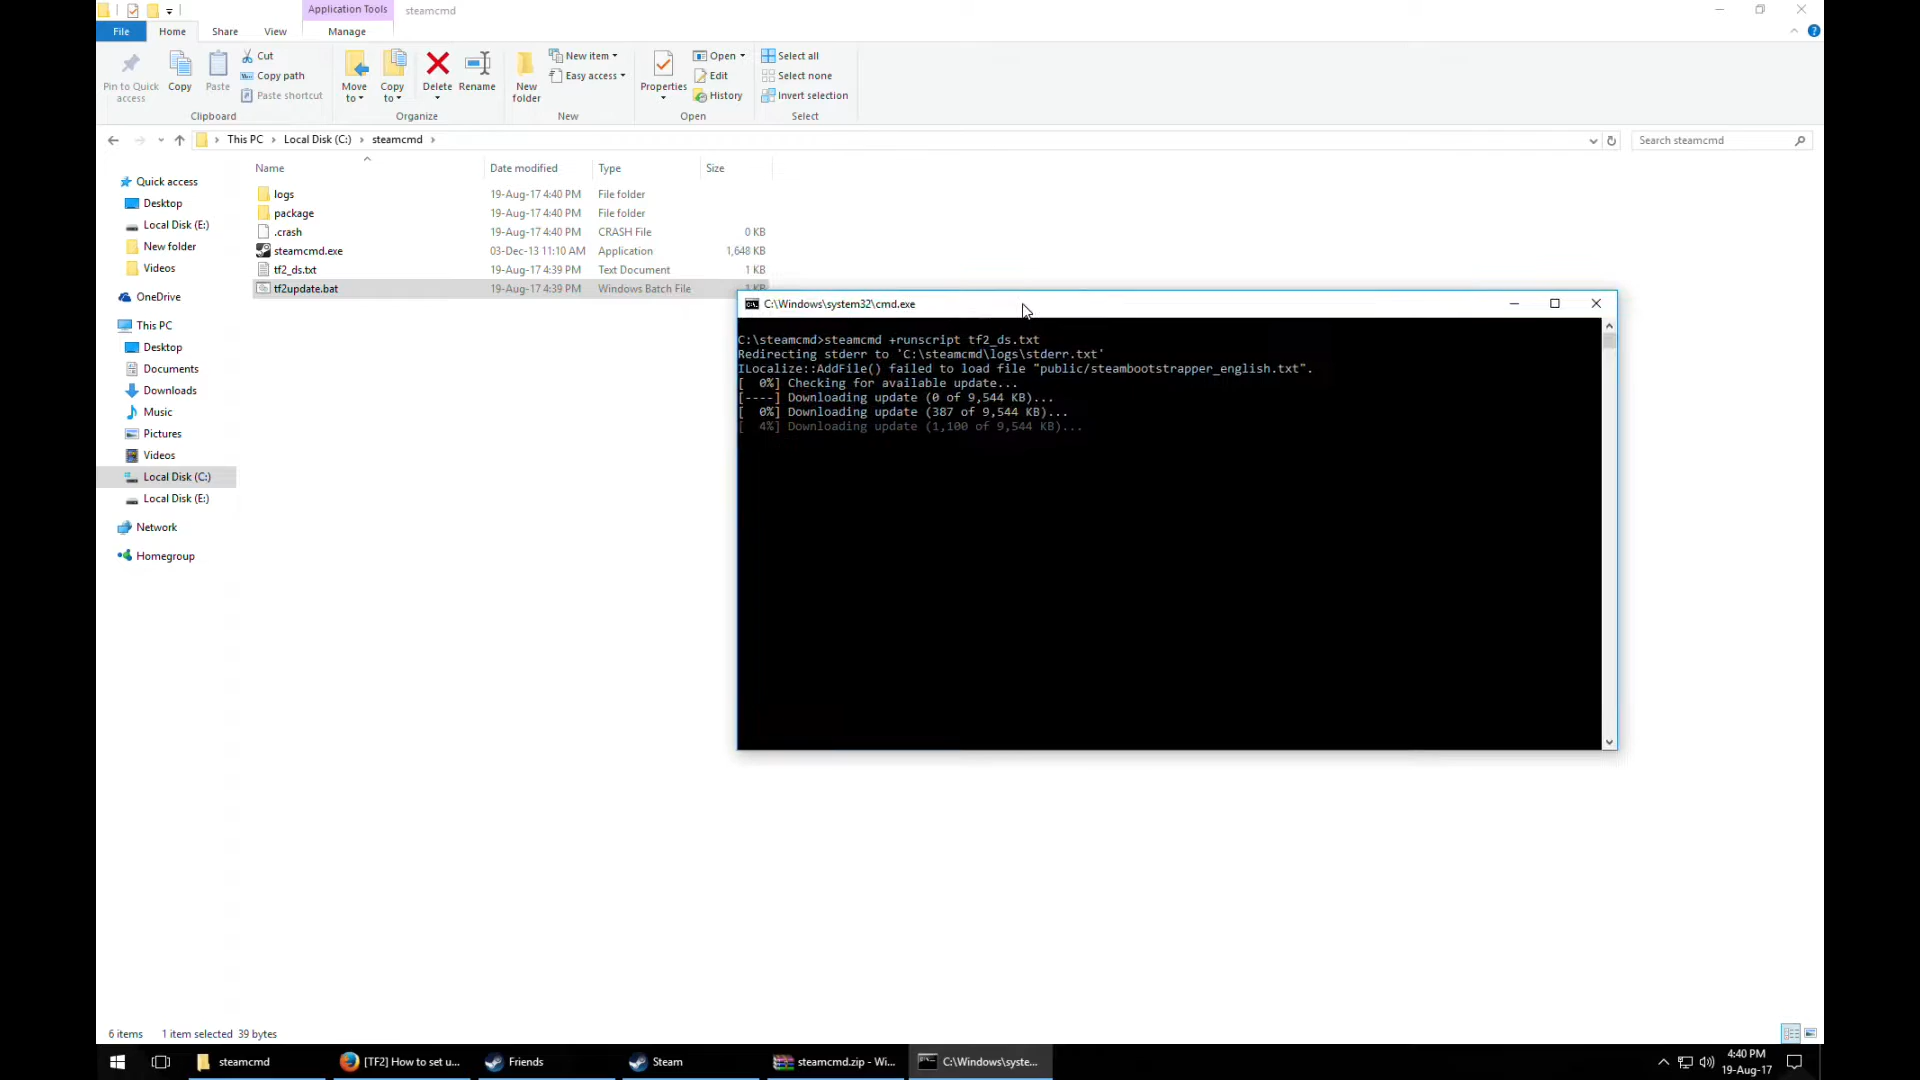 Application Tools
steamcmd
File
Home
Share
View
Manage
Pin to Quick access
Copy
Paste
Cut
Copy path
Paste shortcut
Clipboard
Move to
Copy to
Delete
Rename
Organize
New folder
New item
Easy access
New
Properties
Open
Edit
History
Open
Select all
Select none
Invert selection
Select
This PC > Local Disk (C:) > steamcmd >
Search steamcmd
Name
Date modified
Type
Size
logs 19-Aug-17 4:40 PM File folder
package 19-Aug-17 4:40 PM File folder
.crash 19-Aug-17 4:40 PM CRASH File 0 KB
steamcmd.exe 03-Dec-13 11:10 AM Application 1,648 KB
tf2_ds.txt 19-Aug-17 4:39 PM Text Document 1 KB
tf2update.bat 19-Aug-17 4:39 PM Windows Batch File 1 KB
Quick access
Desktop
Local Disk (E:)
New folder
Videos
OneDrive
This PC
Desktop
Documents
Downloads
Music
Pictures
Videos
Local Disk (C:)
Local Disk (E:)
Network
Homegroup
C:\Windows\system32\cmd.exe
C:\steamcmd>steamcmd +runscript tf2_ds.txt
Redirecting stderr to 'C:\steamcmd\logs\stderr.txt'
ILocalize::AddFile() failed to load file "public/steambootstrapper_english.txt".
[  0%] Checking for available update...
[----] Downloading update (0 of 9,544 KB)...
[  0%] Downloading update (387 of 9,544 KB)...
[  4%] Downloading update (1,100 of 9,544 KB)...
6 items
1 item selected 39 bytes
steamcmd
[TF2] How to set u...
Friends
Steam
steamcmd.zip - Wi...
C:\Windows\syste...
4:40 PM
19-Aug-17